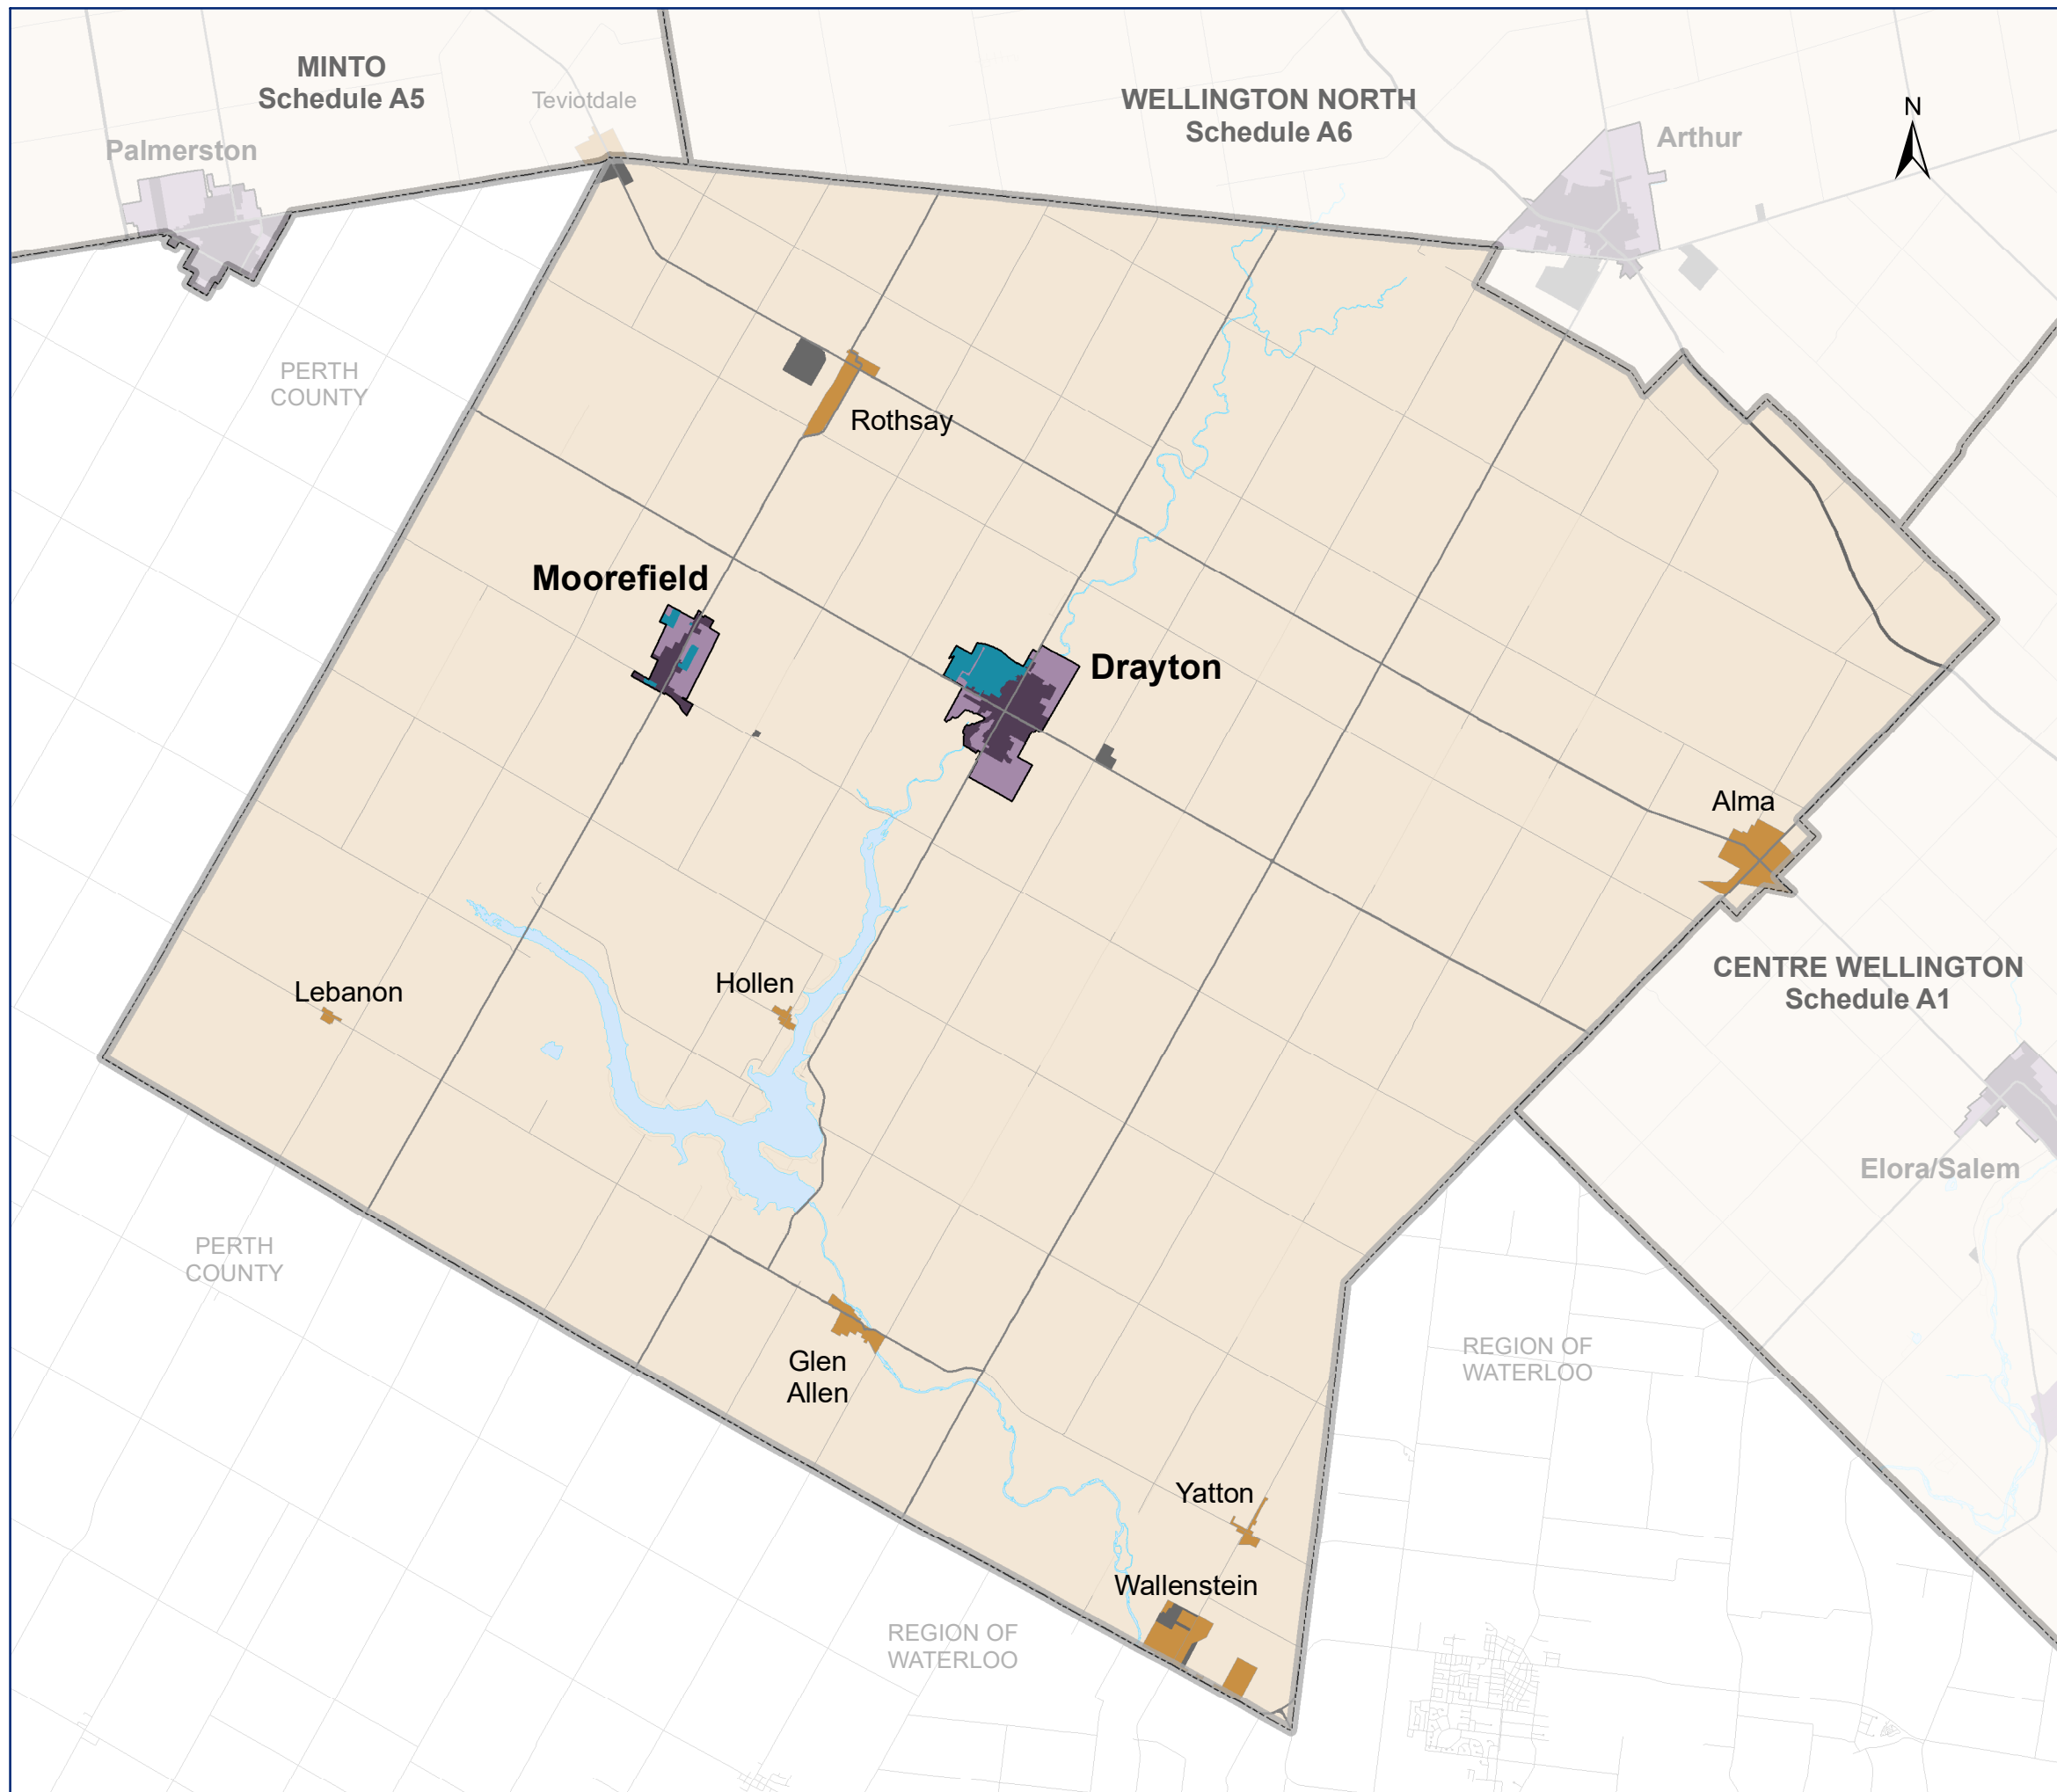 MINTO
Schedule A5
Teviotdale
WELLINGTON NORTH
Schedule A6
N
Palmerston
Arthur
PERTH
COUNTY
Rothsay
Moorefield
Drayton
Alma
CENTRE WELLINGTON
Schedule A1
Lebanon
Hollen
Elora/Salem
PERTH
COUNTY
REGION OF
WATERLOO
Glen
Allen
Yatton
Wallenstein
REGION OF
WATERLOO